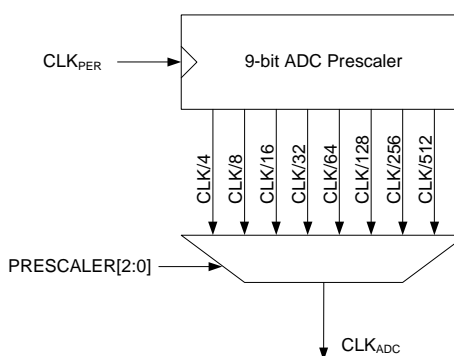 9-bit ADC Prescaler
CLKPER
CLK/4
CLK/8
CLK/16
CLK/32
CLK/64
CLK/128
CLK/256
CLK/512
PRESCALER[2:0]
CLKADC